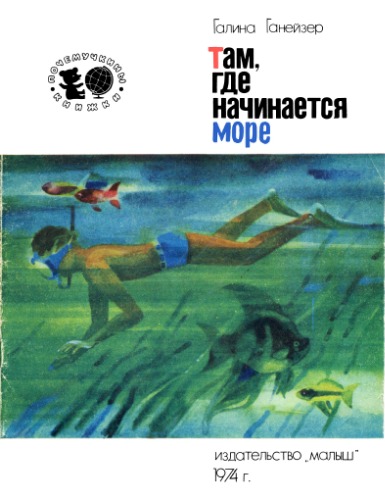 Галина Ганейзер
там,
где
начинается
море
ПОЧЕМУЧКИНЫ
КНИЖКИ
издательство „малыш"
1974 г.